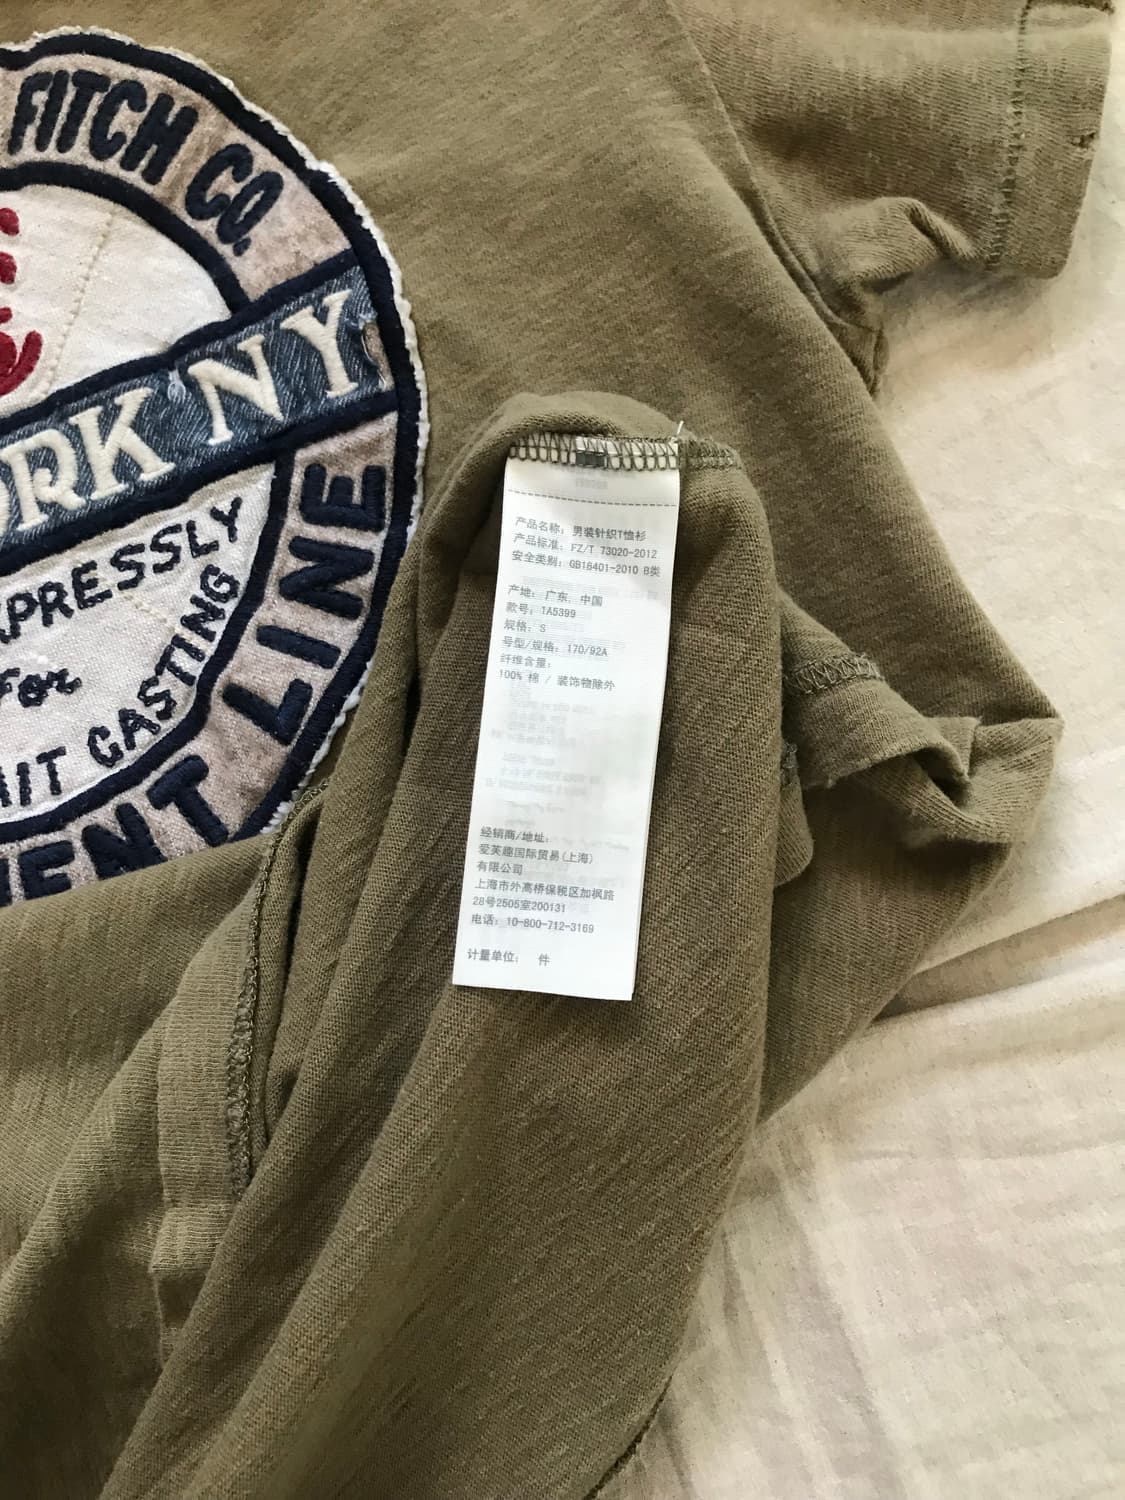 FITCH CO.
ORK NY
PRESSLY
For
IT CASTING
ENT LINE
产品名称：男装针织T恤衫
产品标准：FZ/T 73020-2012
安全类别：GB18401-2010 B类
产地：广东，中国
款号：1A5399
规格：S
号型/规格：170/92A
纤维含量：
100% 棉 / 装饰物除外
经销商/地址：
爱芙趣国际贸易(上海)
有限公司
上海市外高桥保税区加枫路
28号2505室200131
电话：10-800-712-3169
计量单位： 件